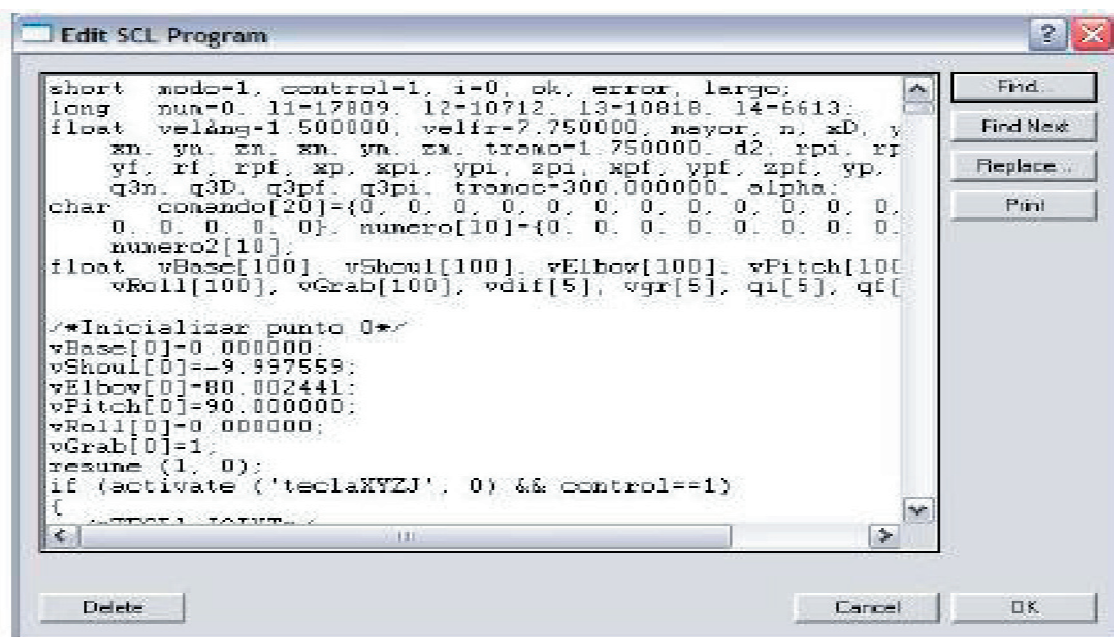 Edit SCL Program
short modo=1, control=1, i=0, ok, error, largo;
long num=0, l1=17809, l2=10712, l3=10818, l4=6613;
float velAng=1.500000, velfr=7.750000, mayor, n, xD, y
xn, yn, zn, xm, ym, zm, tramo=1.750000, d2, rpi, rp
yf, rf, rpf, xp, xpi, ypi, zpi, xpf, ypf, zpf, yp,
q3n, q3D, q3pf, q3pi, tramoc=300.000000, alpha;
char comando[20]={0, 0, 0, 0, 0, 0, 0, 0, 0, 0, 0,
0, 0, 0, 0, 0}, numero[10]={0, 0, 0, 0, 0, 0, 0, 0,
numero2[10];
float vBase[100], vShoul[100], vElbow[100], vPitch[100
vRoll[100], vGrab[100], vdif[5], vgr[5], qi[5], qf[
/*Inicializar punto 0*/
vBase[0]=0.000000;
vShoul[0]=-9.997559;
vElbow[0]=80.002441;
vPitch[0]=90.000000;
vRoll[0]=0.000000;
vGrab[0]=1;
resume (1, 0);
if (activate ('teclaXYZJ', 0) && control==1)
{
Find...
Find Next
Replace...
Print
Delete
Cancel
OK